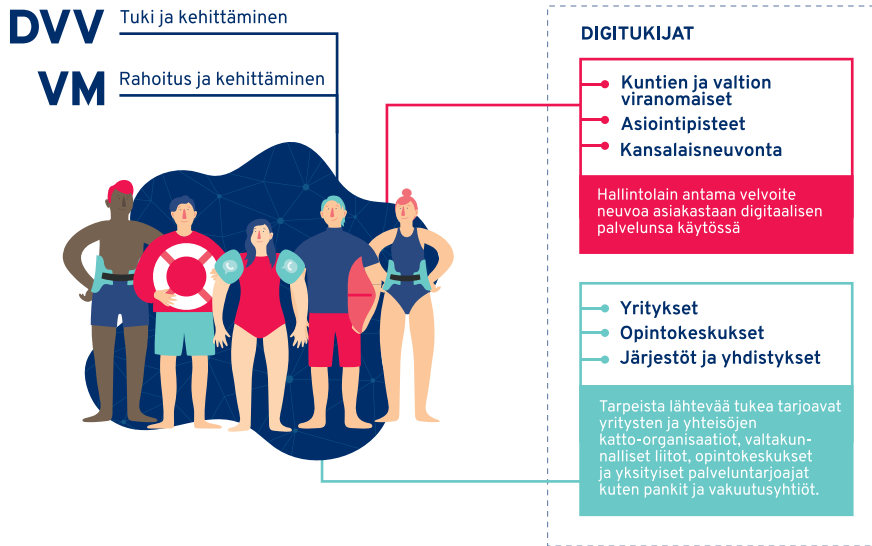 DVV
Tuki ja kehittäminen
VM
Rahoitus ja kehittäminen
DIGITUKIJAT
Kuntien ja valtion
viranomaiset
Asiointipisteet
Kansalaisneuvonta
Hallintolain antama velvoite
neuvoa asiakastaan digitaalisen
palvelunsa käytössä
Yritykset
Opintokeskukset
Järjestöt ja yhdistykset
Tarpeista lähtevää tukea tarjoavat
yritysten ja yhteisöjen
katto-organisaatiot, valtakun-
nalliset liitot, opintokeskukset
ja yksityiset palveluntarjoajat
kuten pankit ja vakuutusyhtiöt.